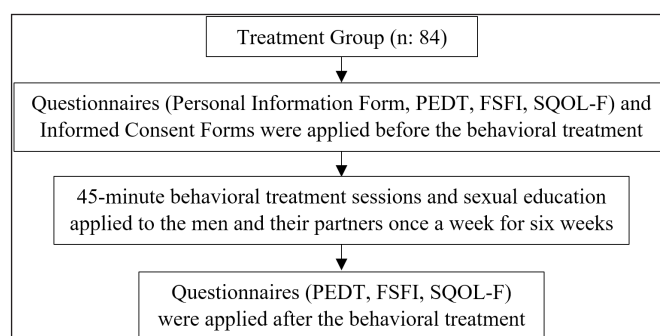 Treatment Group (n: 84)
Questionnaires (Personal Information Form, PEDT, FSFI, SQOL-F) and
Informed Consent Forms were applied before the behavioral treatment
45-minute behavioral treatment sessions and sexual education
applied to the men and their partners once a week for six weeks
Questionnaires (PEDT, FSFI, SQOL-F)
were applied after the behavioral treatment